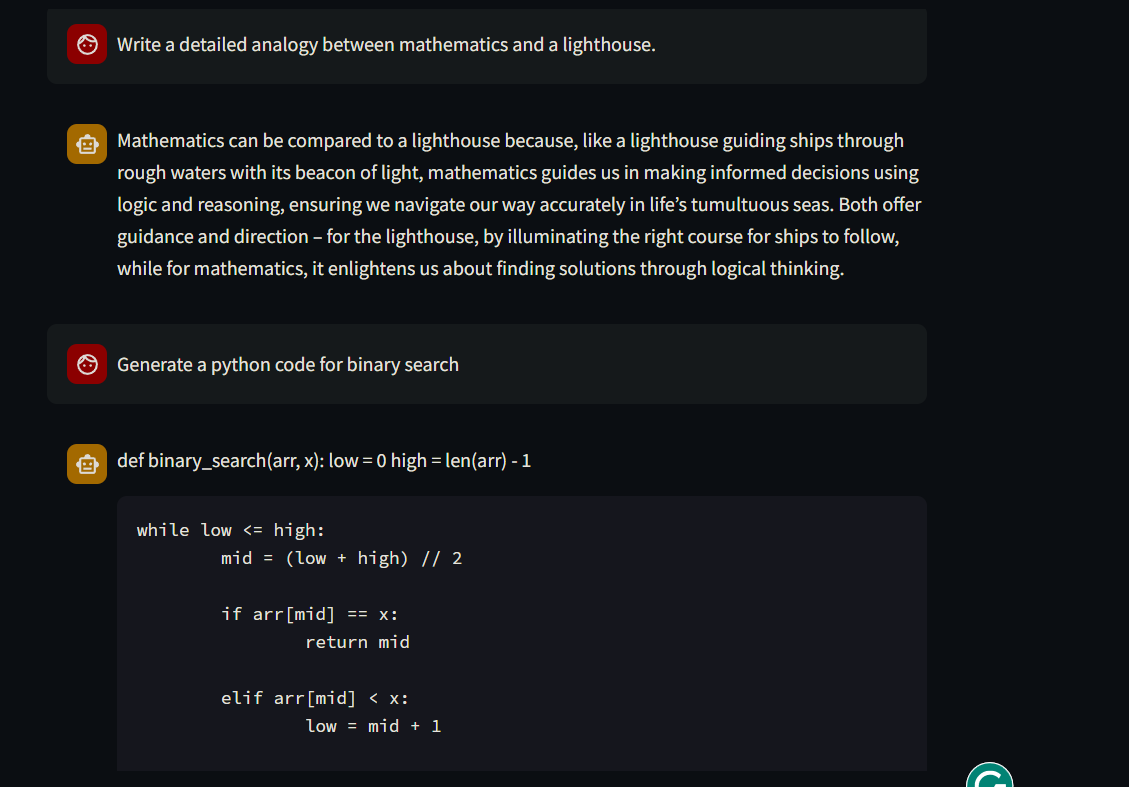 Write a detailed analogy between mathematics and a lighthouse.
Mathematics can be compared to a lighthouse because, like a lighthouse guiding ships through
rough waters with its beacon of light, mathematics guides us in making informed decisions using
logic and reasoning, ensuring we navigate our way accurately in life’s tumultuous seas. Both offer
guidance and direction – for the lighthouse, by illuminating the right course for ships to follow,
while for mathematics, it enlightens us about finding solutions through logical thinking.
Generate a python code for binary search
def binary_search(arr, x): low = 0 high = len(arr) - 1
while low <= high:
mid = (low + high) // 2
if arr[mid] == x:
return mid
elif arr[mid] < x:
low = mid + 1